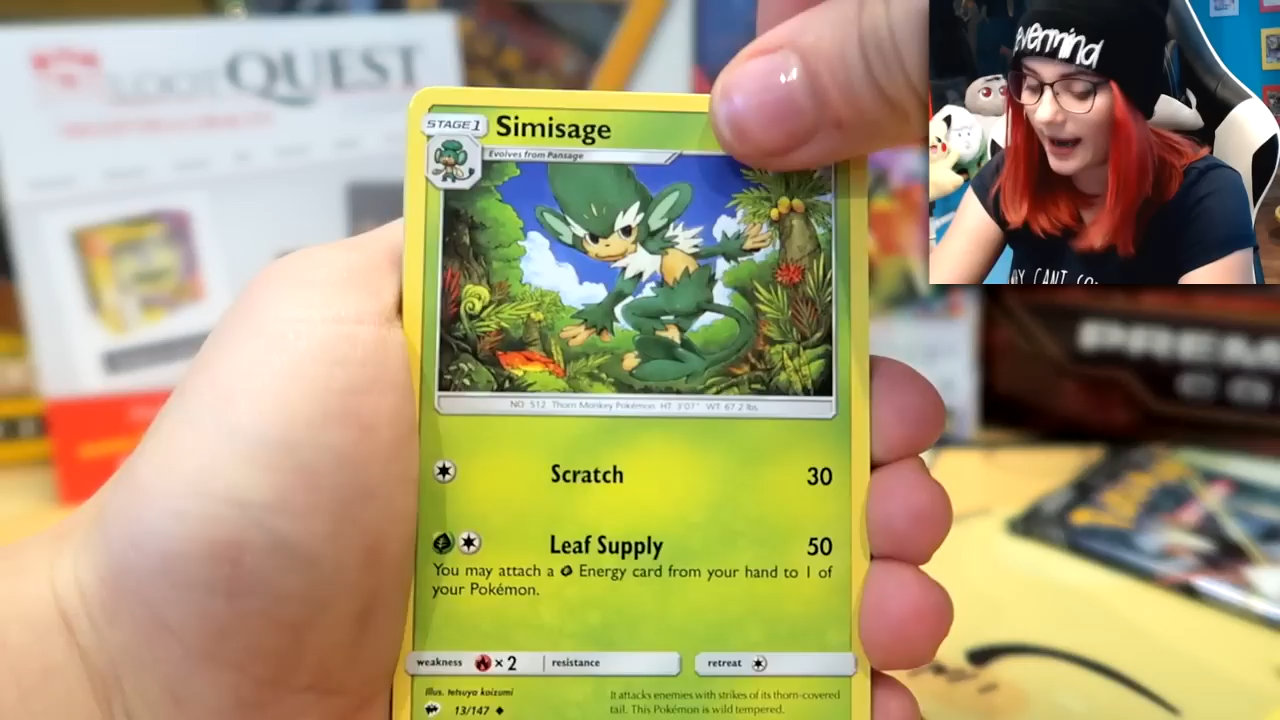 QUEST
evermind
STAGE 1 Simisage
Evolves from Pansage
NO. 512 Thorn Monkey Pokémon HT: 3'07" WT: 67.2 lbs.
Scratch 30
Leaf Supply 50
You may attach a Energy card from your hand to 1 of
your Pokémon.
weakness ×2 resistance retreat
Illus. tetsuya koizumi
13/147
It attacks enemies with strikes of its thorn-covered
tail. This Pokémon is wild tempered.